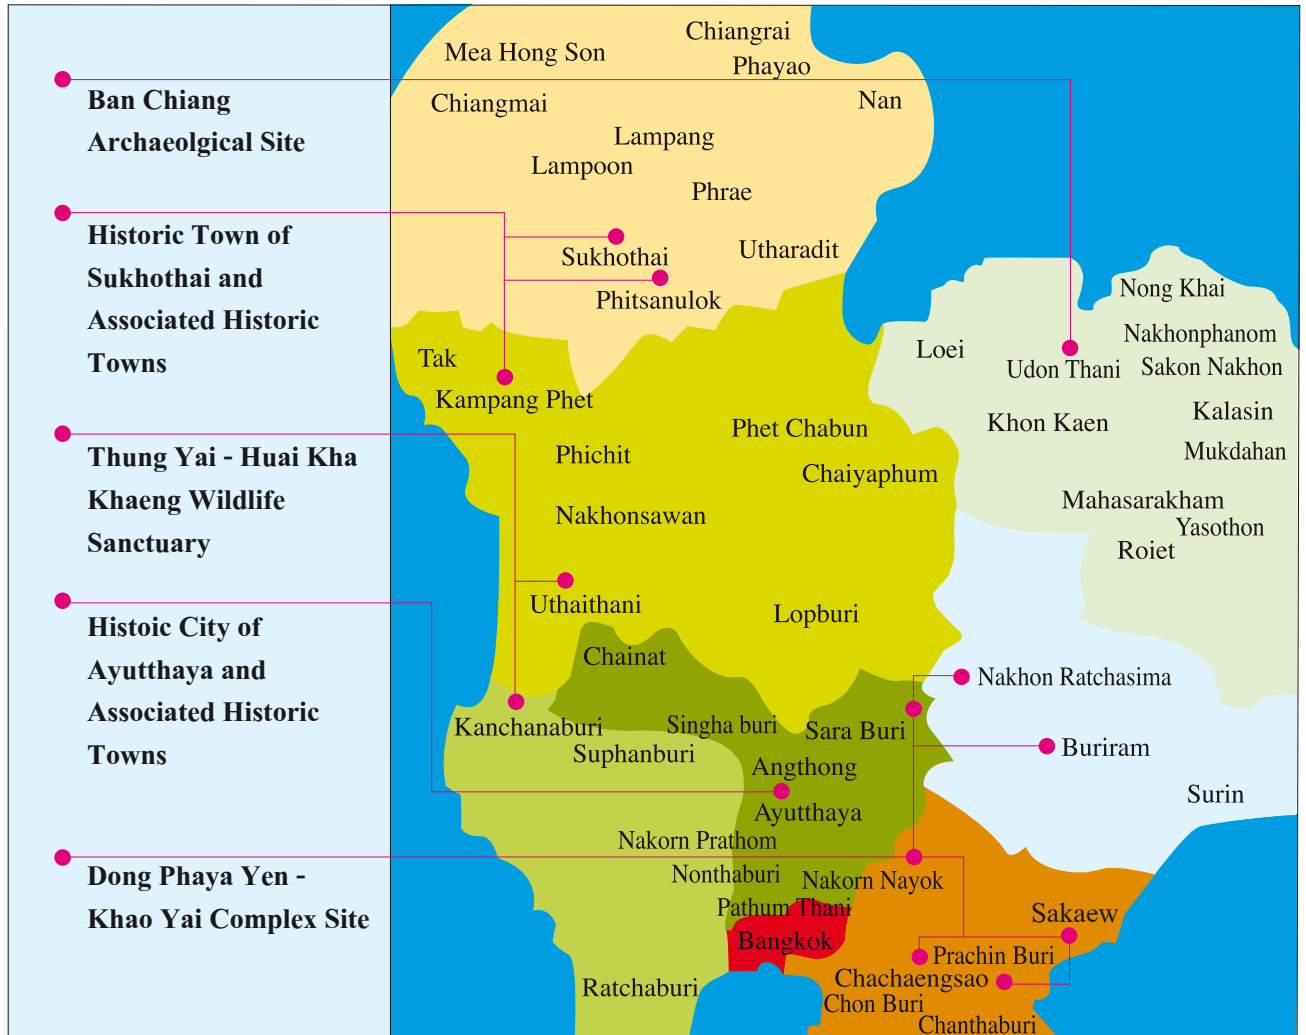 Ban Chiang
Archaeolgical Site
Historic Town of
Sukhothai and
Associated Historic
Towns
Thung Yai - Huai Kha
Khaeng Wildlife
Sanctuary
Histoic City of
Ayutthaya and
Associated Historic
Towns
Dong Phaya Yen -
Khao Yai Complex Site
Chiangrai
Mea Hong Son
Phayao
Chiangmai
Nan
Lampang
Lampoon
Phrae
Sukhothai
Utharadit
Phitsanulok
Nong Khai
Nakhonphanom
Loei
Udon Thani
Sakon Nakhon
Tak
Kampang Phet
Kalasin
Khon Kaen
Phet Chabun
Mukdahan
Phichit
Chaiyaphum
Mahasarakham
Nakhonsawan
Yasothon
Roiet
Uthaithani
Lopburi
Chainat
Nakhon Ratchasima
Kanchanaburi
Singha buri
Sara Buri
Suphanburi
Buriram
Angthong
Surin
Ayutthaya
Nakorn Prathom
Nonthaburi
Nakorn Nayok
Pathum Thani
Sakaew
Bangkok
Prachin Buri
Chachaengsao
Ratchaburi
Chon Buri
Chanthaburi